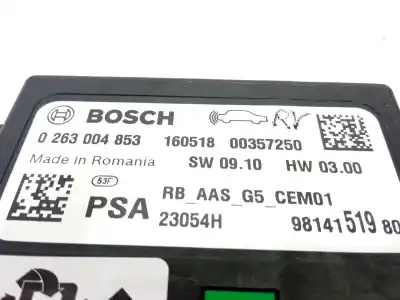 BOSCH RV
0 263 004 853 160518 00357250
Made in Romania SW 09.10 HW 03.00
53F RB_AAS_G5_CEM01
PSA 23054H 98141519 80